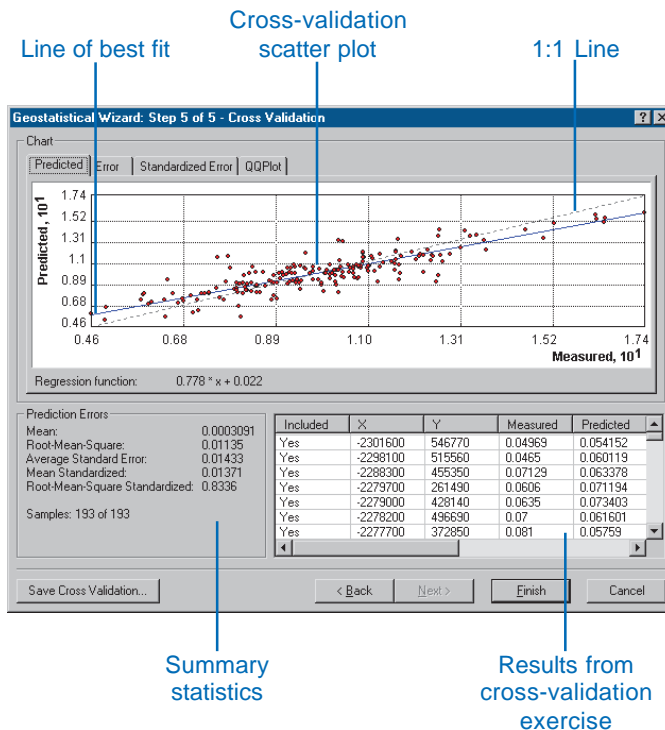 Cross-validation
scatter plot
Line of best fit
1:1 Line
Geostatistical Wizard: Step 5 of 5 - Cross Validation
Chart
Predicted Error Standardized Error QQPlot
Predicted, 10¹
1.74
1.52
1.31
1.1
0.89
0.68
0.46
0.46 0.68 0.89 1.10 1.31 1.52 1.74
Measured, 10¹
Regression function: 0.778 * x + 0.022
Prediction Errors
Mean: 0.0003091
Root-Mean-Square: 0.01135
Average Standard Error: 0.01433
Mean Standardized: 0.01371
Root-Mean-Square Standardized: 0.8336
Samples: 193 of 193
Included X Y Measured Predicted
Yes -2301600 546770 0.04969 0.054152
Yes -2298100 515560 0.0465 0.060119
Yes -2288300 455350 0.07129 0.063378
Yes -2279700 261490 0.0606 0.071194
Yes -2279000 428140 0.0635 0.073403
Yes -2278200 496690 0.07 0.061601
Yes -2277700 372850 0.081 0.05759
Save Cross Validation... < Back Next > Finish Cancel
Summary
statistics
Results from
cross-validation
exercise